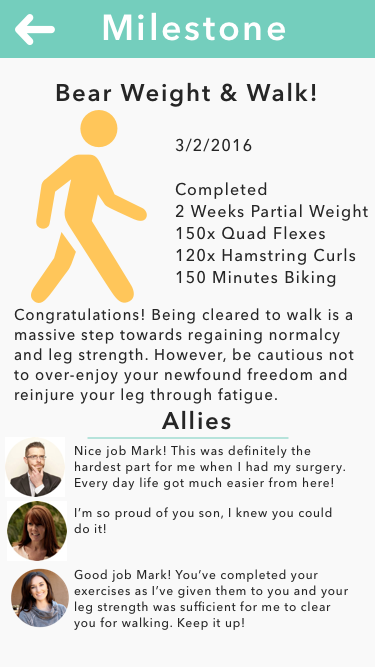 Milestone
Bear Weight & Walk!
3/2/2016
Completed
2 Weeks Partial Weight
150x Quad Flexes
120x Hamstring Curls
150 Minutes Biking
Congratulations! Being cleared to walk is a
massive step towards regaining normalcy
and leg strength. However, be cautious not
to over-enjoy your newfound freedom and
reinjure your leg through fatigue.
Allies
Nice job Mark! This was definitely the
hardest part for me when I had my surgery.
Every day life got much easier from here!
I'm so proud of you son, I knew you could
do it!
Good job Mark! You've completed your
exercises as I've given them to you and your
leg strength was sufficient for me to clear
you for walking. Keep it up!